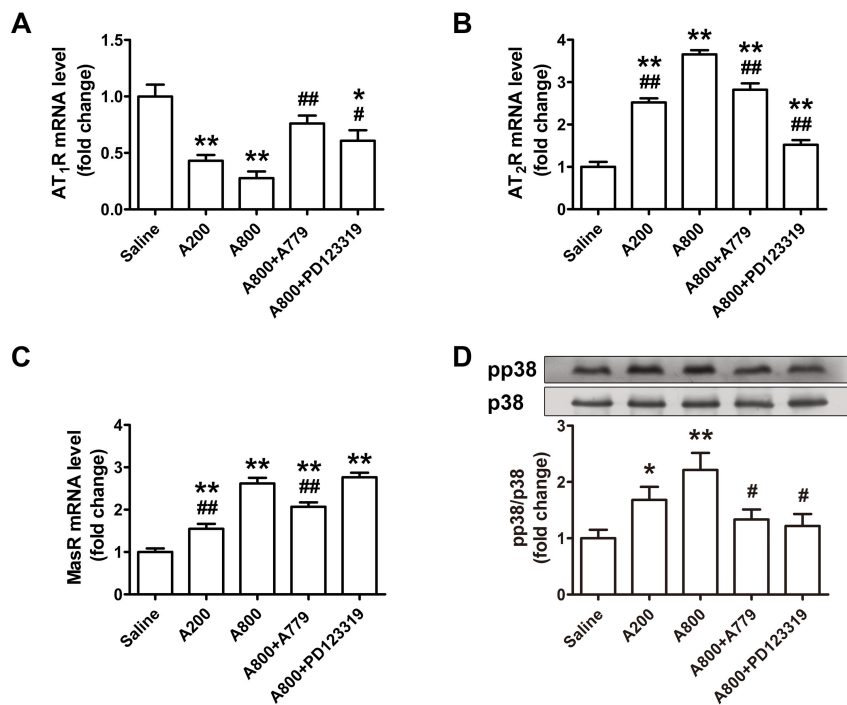 A
AT1R mRNA level
(fold change)
1.5
1.0
0.5
0.0
**
**
##
*
#
Saline
A200
A800
A800+A779
A800+PD123319
B
AT2R mRNA level
(fold change)
4
3
2
1
0
**
##
**
**
##
**
##
Saline
A200
A800
A800+A779
A800+PD123319
C
MasR mRNA level
(fold change)
4
3
2
1
0
**
##
**
**
##
**
Saline
A200
A800
A800+A779
A800+PD123319
D
pp38
p38
pp38/p38
(fold change)
3
2
1
0
*
**
#
#
Saline
A200
A800
A800+A779
A800+PD123319